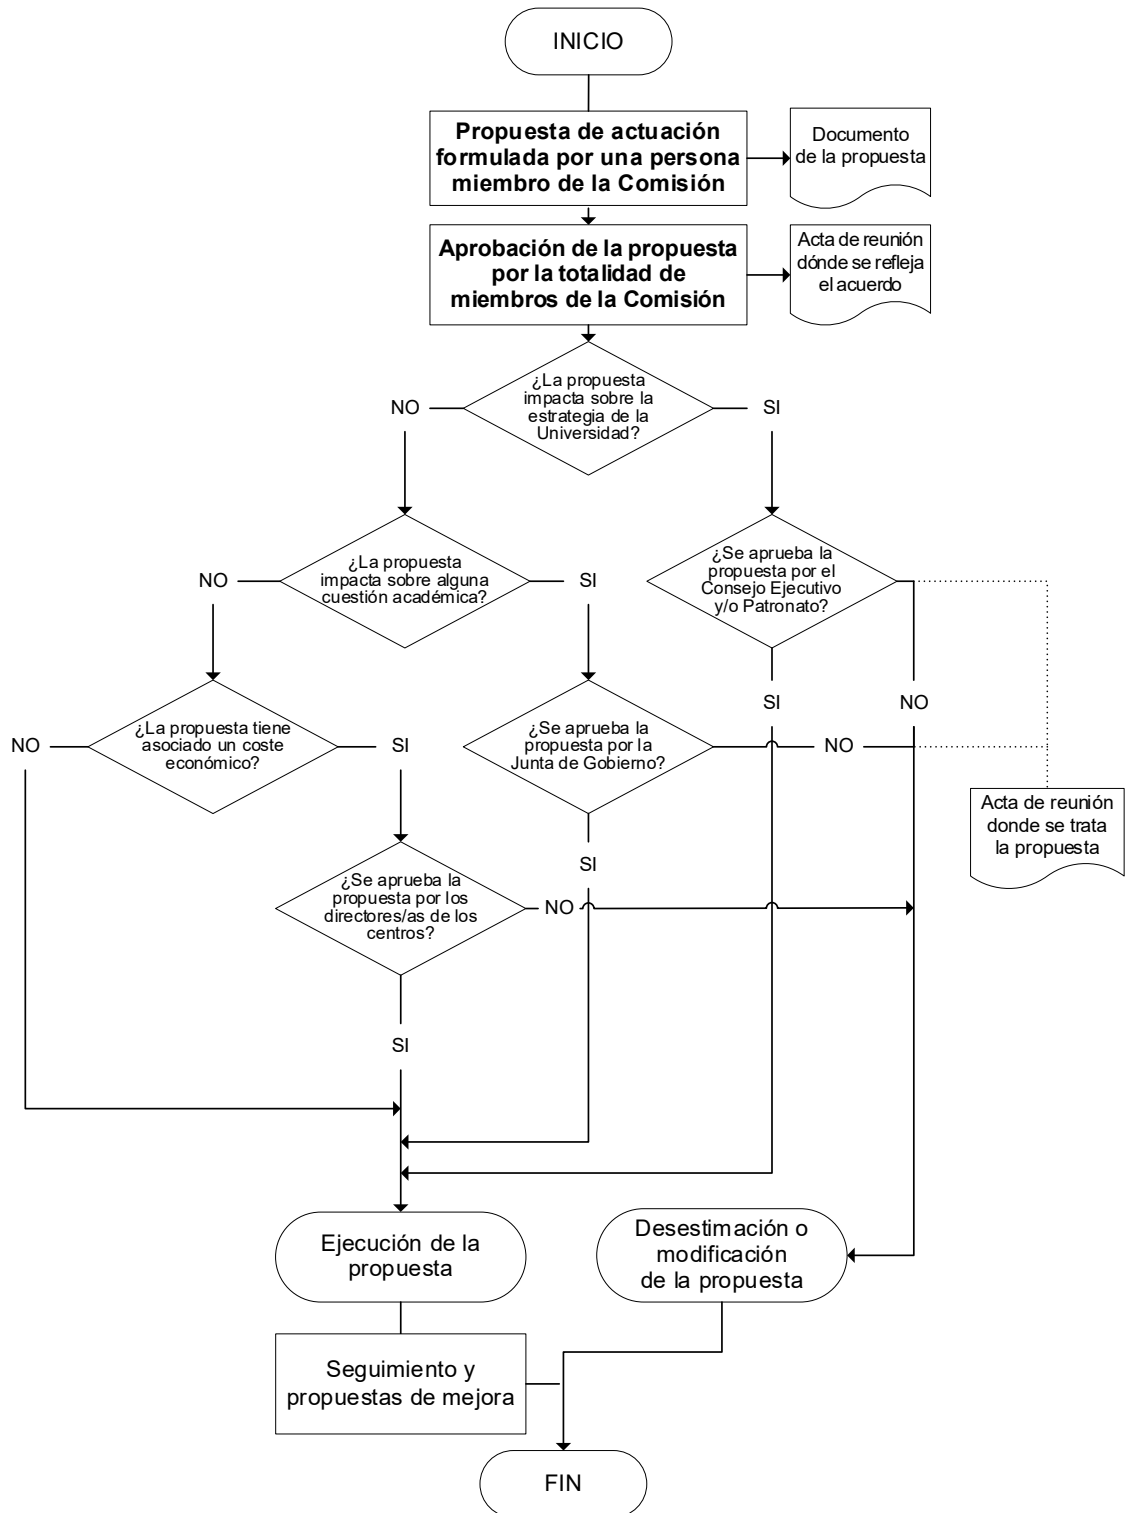 INICIO
Propuesta de actuación
formulada por una persona
miembro de la Comisión
Documento
de la propuesta
Aprobación de la propuesta
por la totalidad de
miembros de la Comisión
Acta de reunión
dónde se refleja
el acuerdo
¿La propuesta
impacta sobre la
estrategia de la
Universidad?
NO
SI
¿La propuesta
impacta sobre alguna
cuestión académica?
NO
SI
¿Se aprueba la
propuesta por el
Consejo Ejecutivo
y/o Patronato?
SI
NO
¿La propuesta tiene
asociado un coste
económico?
NO
SI
¿Se aprueba la
propuesta por la
Junta de Gobierno?
NO
SI
Acta de reunión
donde se trata
la propuesta
¿Se aprueba la
propuesta por los
directores/as de los
centros?
NO
SI
Ejecución de la
propuesta
Desestimación o
modificación
de la propuesta
Seguimiento y
propuestas de mejora
FIN